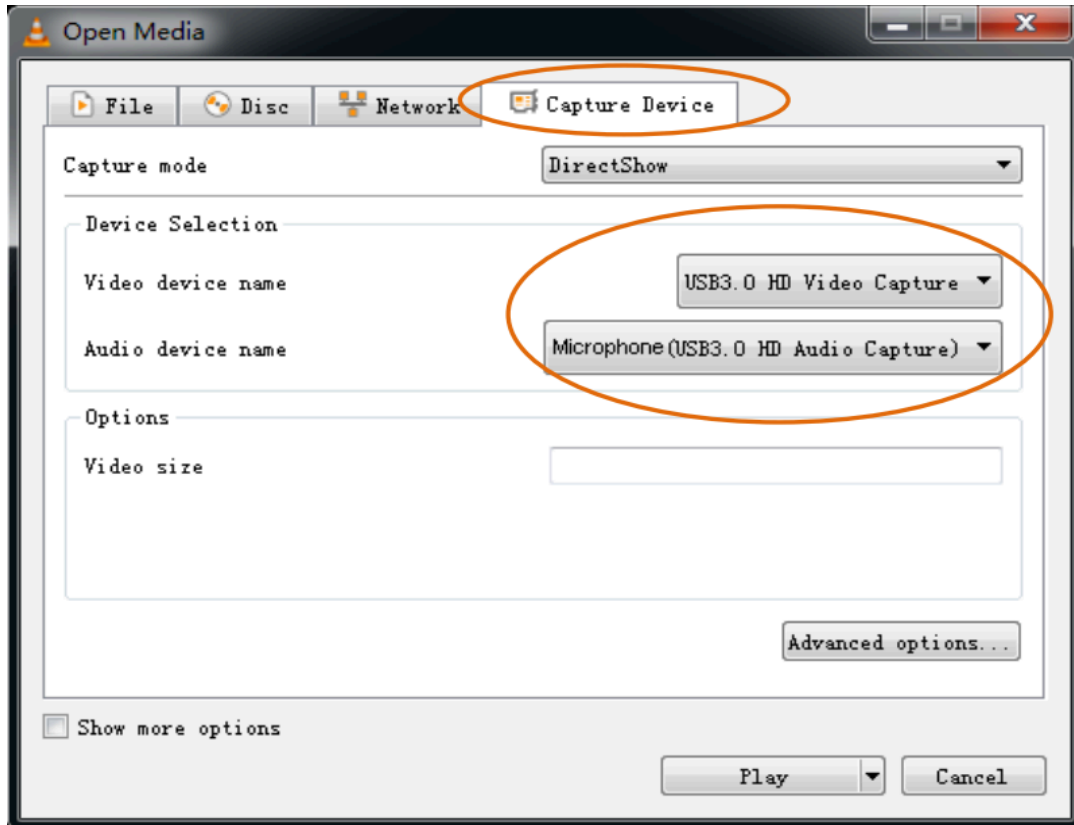 Open Media
File Disc Network Capture Device
Capture mode DirectShow
Device Selection
Video device name USB3.0 HD Video Capture
Audio device name Microphone(USB3.0 HD Audio Capture)
Options
Video size
Advanced options...
Show more options
Play Cancel